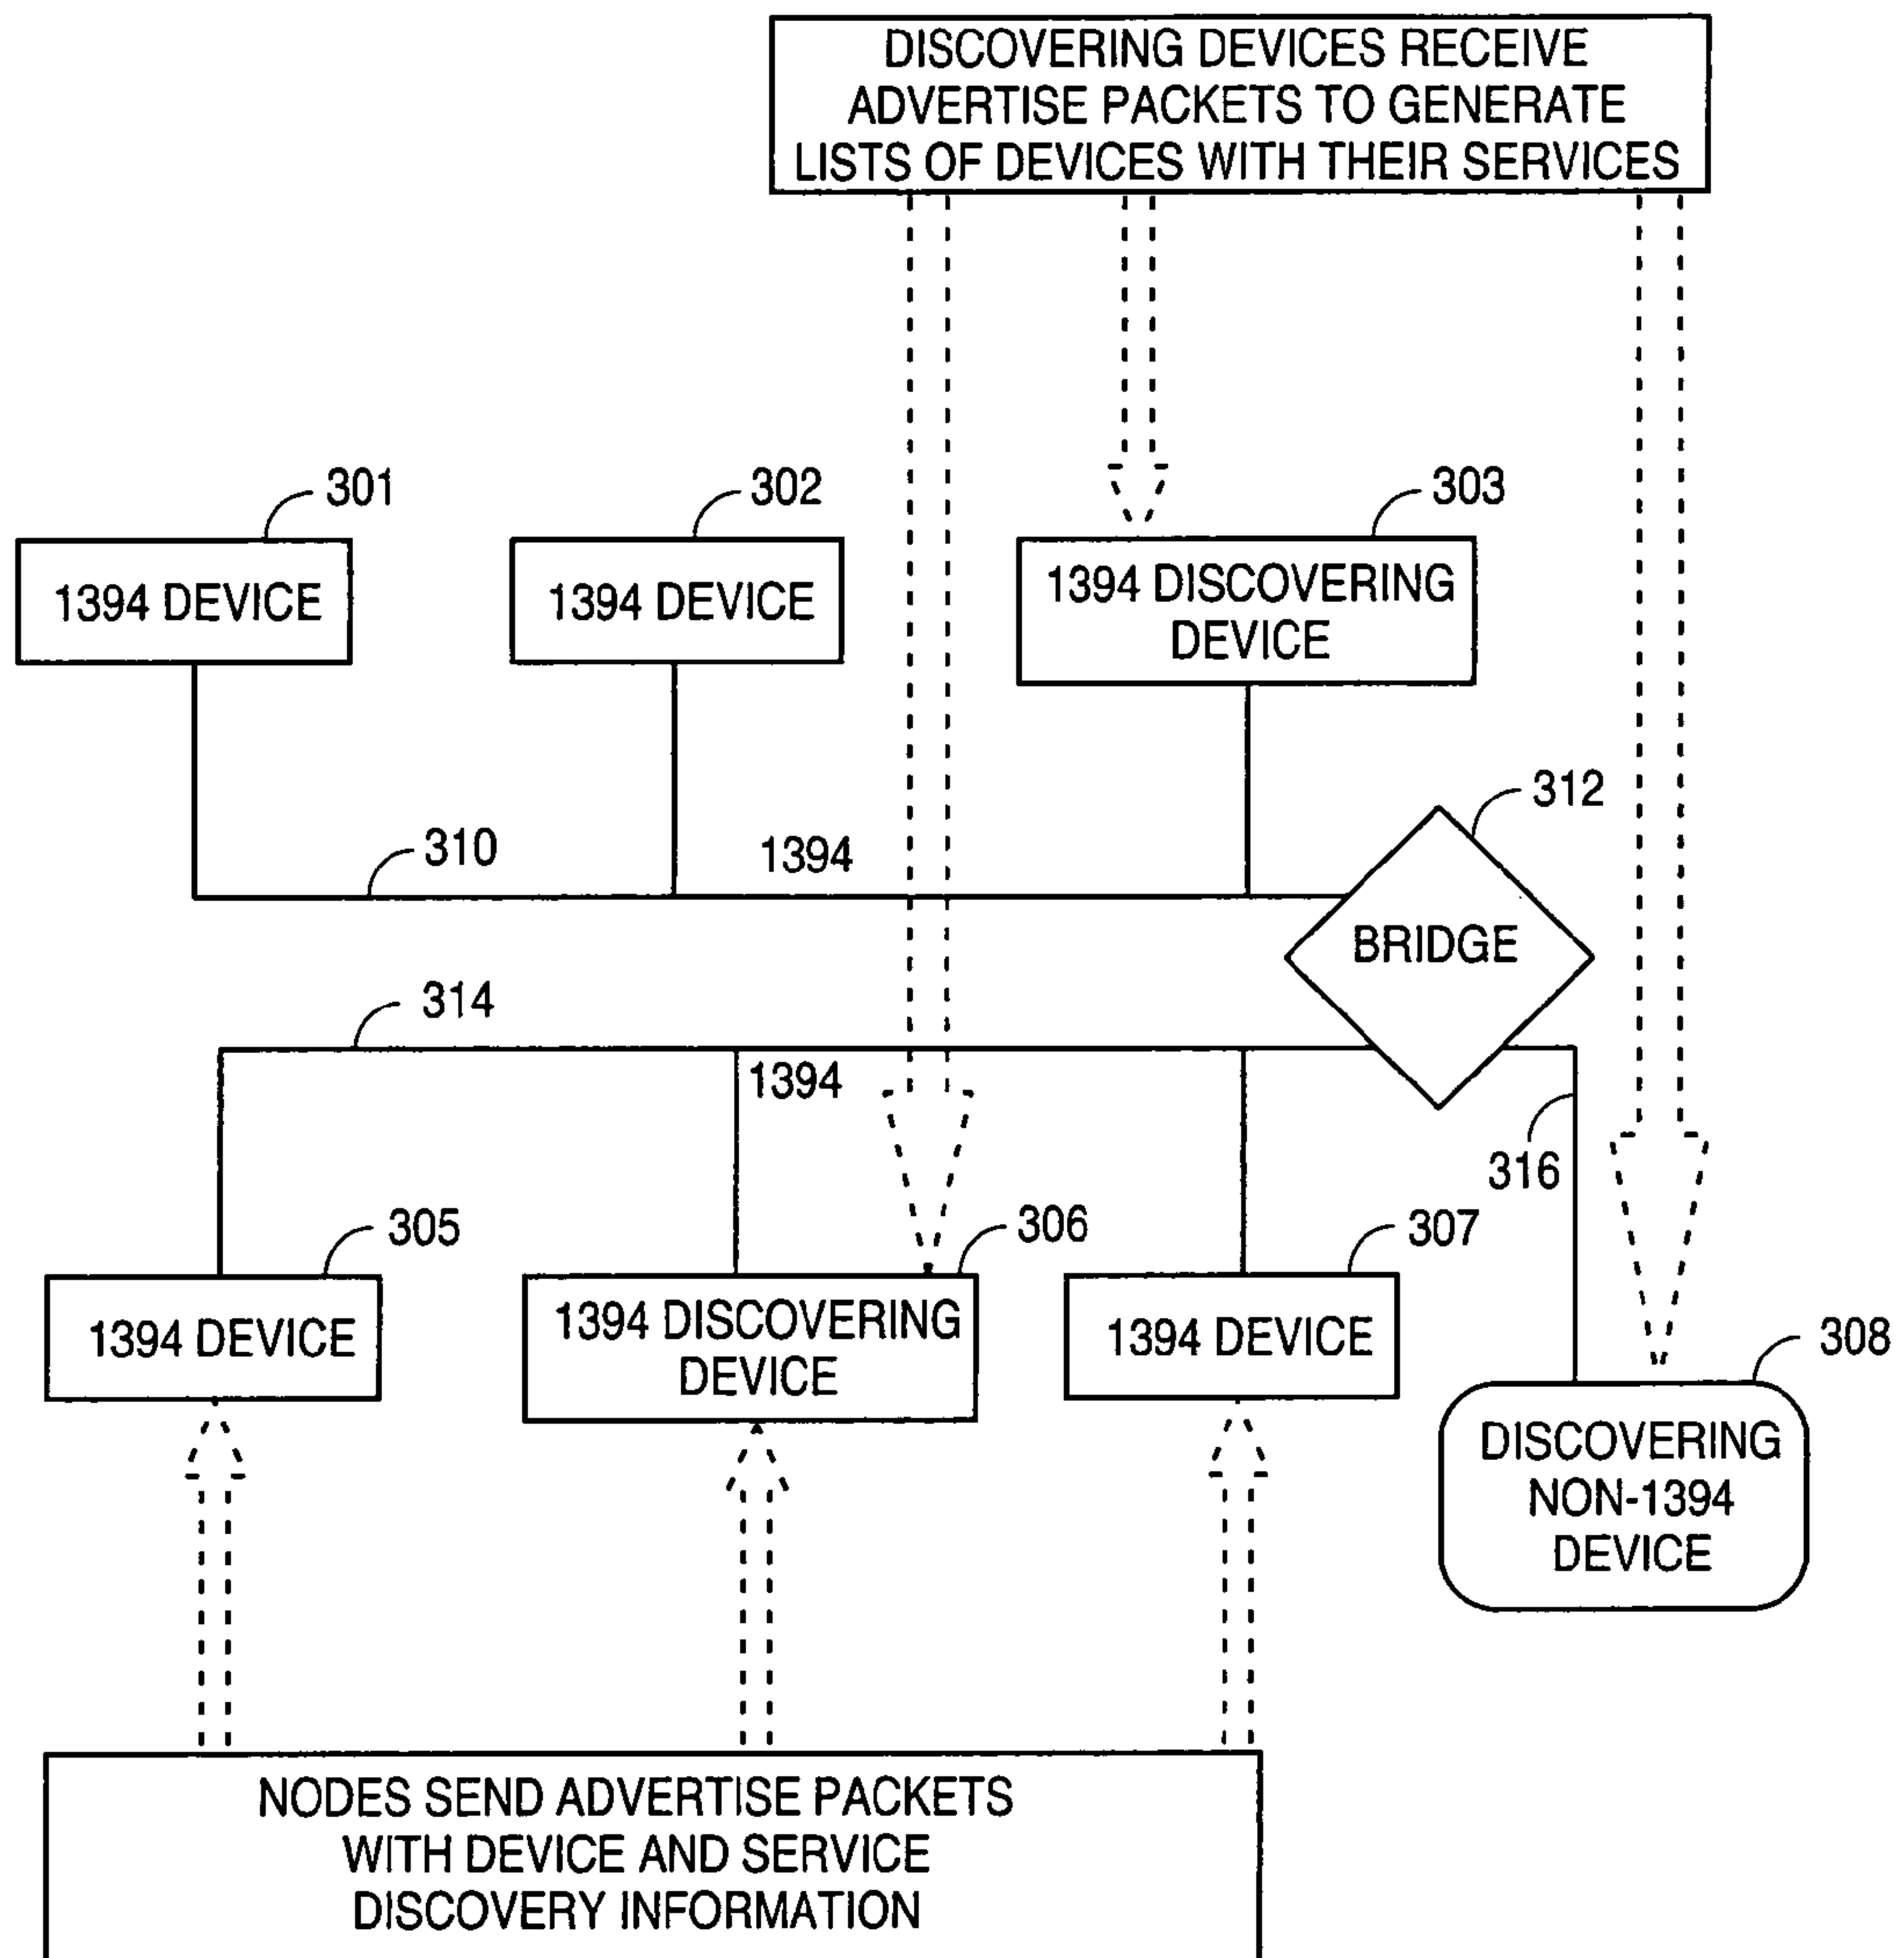 DISCOVERING DEVICES RECEIVE
ADVERTISE PACKETS TO GENERATE
LISTS OF DEVICES WITH THEIR SERVICES
301
302
303
1394 DEVICE
1394 DEVICE
1394 DISCOVERING
DEVICE
312
310
1394
BRIDGE
314
1394
316
305
306
307
308
1394 DEVICE
1394 DISCOVERING
DEVICE
1394 DEVICE
DISCOVERING
NON-1394
DEVICE
NODES SEND ADVERTISE PACKETS
WITH DEVICE AND SERVICE
DISCOVERY INFORMATION